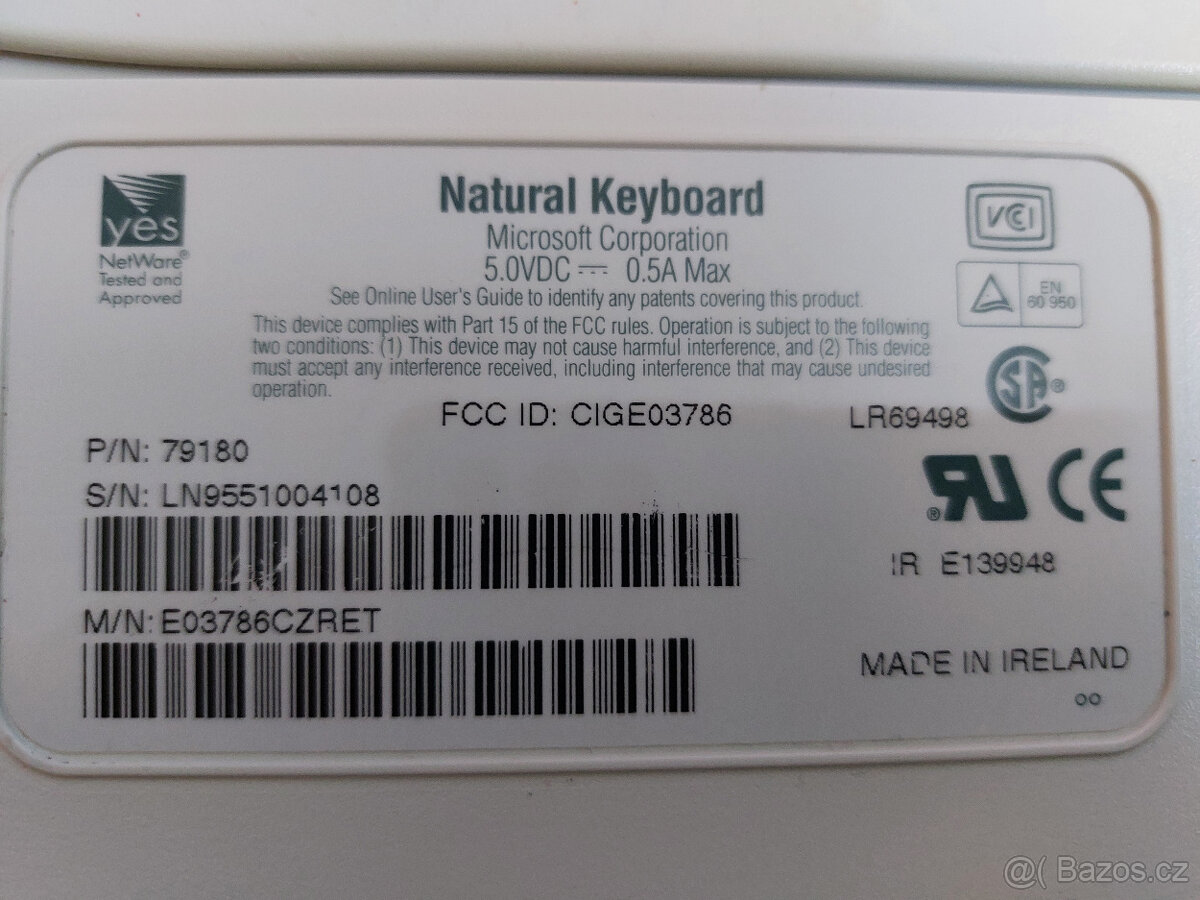 yes
NetWare®
Tested and
Approved
Natural Keyboard
Microsoft Corporation
5.0VDC ⎓ 0.5A Max
See Online User's Guide to identify any patents covering this product.
This device complies with Part 15 of the FCC rules. Operation is subject to the following
two conditions: (1) This device may not cause harmful interference, and (2) This device
must accept any interference received, including interference that may cause undesired
operation.
FCC ID: CIGE03786
VCCI
EN
60 950
SA®
LR69498
P/N: 79180
S/N: LN9551004108
®RU
CE
IR E139948
M/N: E03786CZRET
MADE IN IRELAND
oo
@( Bazos.cz